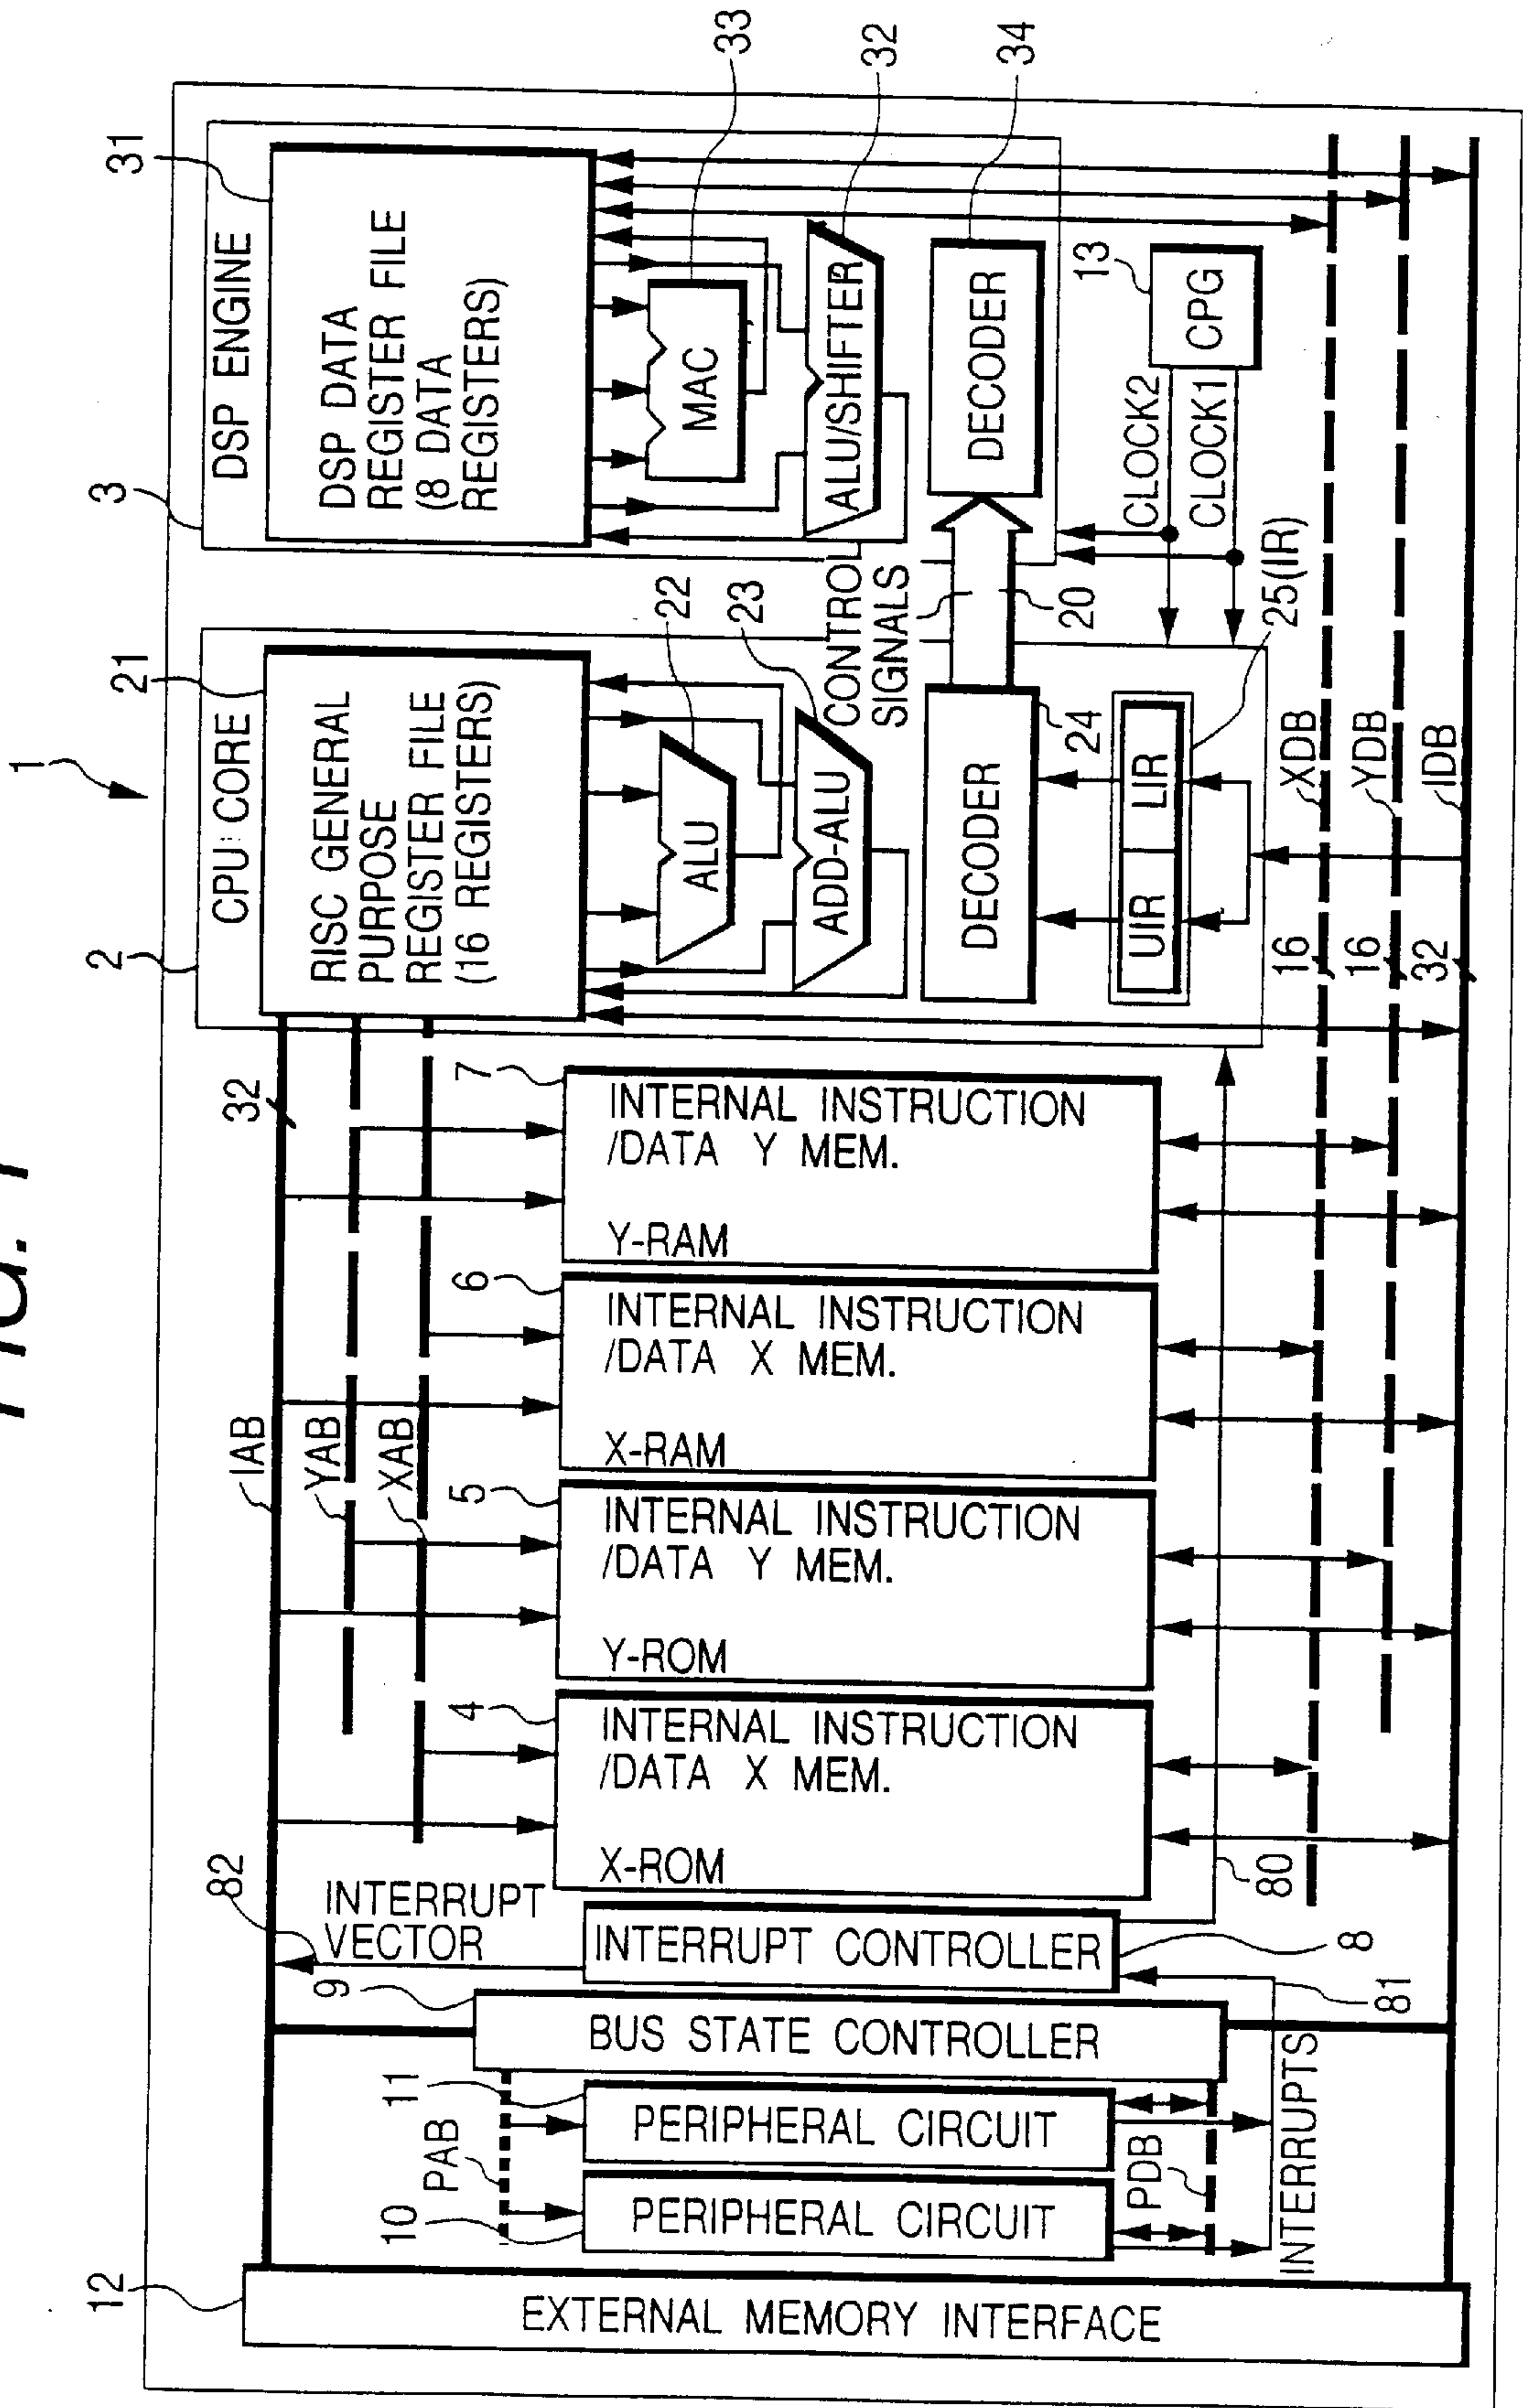 FIG. 1
1
2
CPU CORE
21
RISC GENERAL
PURPOSE
REGISTER FILE
(16 REGISTERS)
22
ALU
23
ADD-ALU
CONTROL
SIGNALS
20
DECODER
24
UIR
LIR
25(IR)
3
DSP ENGINE
31
DSP DATA
REGISTER FILE
(8 DATA
REGISTERS)
33
MAC
32
ALU/SHIFTER
34
DECODER
13
CPG
CLOCK2
CLOCK1
XDB
YDB
IDB
16
16
32
32
IAB
YAB
XAB
7
INTERNAL INSTRUCTION
/DATA Y MEM.
Y-RAM
6
INTERNAL INSTRUCTION
/DATA X MEM.
X-RAM
5
INTERNAL INSTRUCTION
/DATA Y MEM.
Y-ROM
4
INTERNAL INSTRUCTION
/DATA X MEM.
X-ROM
80
82
INTERRUPT
VECTOR
INTERRUPT CONTROLLER
8
81
9
BUS STATE CONTROLLER
11
PERIPHERAL CIRCUIT
PAB
PDB
INTERRUPTS
10
PERIPHERAL CIRCUIT
12
EXTERNAL MEMORY INTERFACE